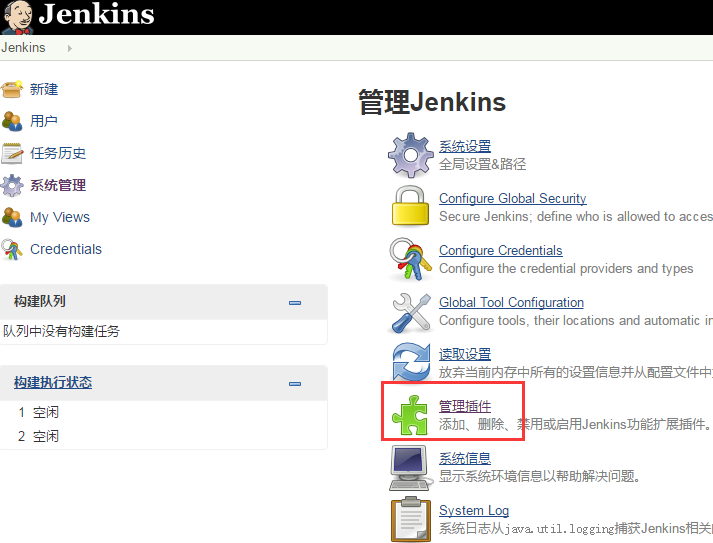 Jenkins
Jenkins
新建
用户
任务历史
系统管理
My Views
Credentials
构建队列
队列中没有构建任务
构建执行状态
1 空闲
2 空闲
管理Jenkins
系统设置
全局设置&路径
Configure Global Security
Secure Jenkins; define who is allowed to acces
Configure Credentials
Configure the credential providers and types
Global Tool Configuration
Configure tools, their locations and automatic in
读取设置
放弃当前内存中所有的设置信息并从配置文件中
管理插件
添加、删除、禁用或启用Jenkins功能扩展插件。
系统信息
显示系统环境信息以帮助解决问题。
System Log
系统日志从java.util.logging捕获Jenkins相关